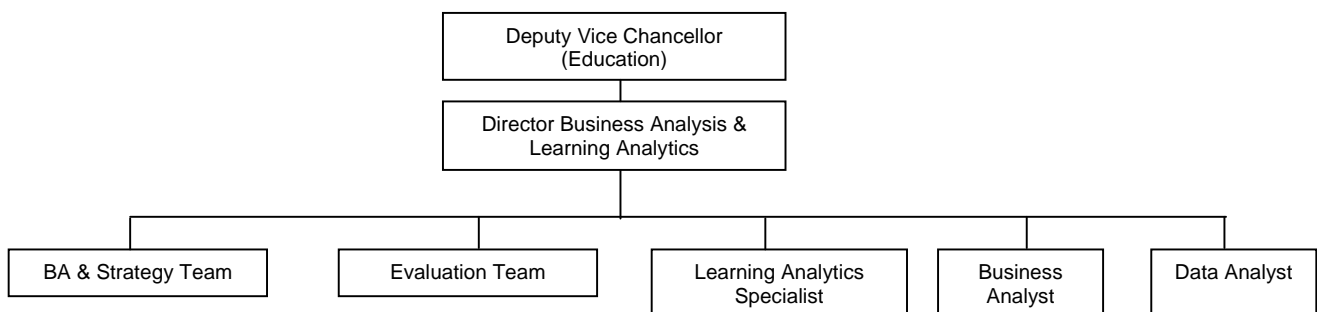 Deputy Vice Chancellor
(Education)
Director Business Analysis &
Learning Analytics
BA & Strategy Team
Evaluation Team
Learning Analytics
Specialist
Business
Analyst
Data Analyst